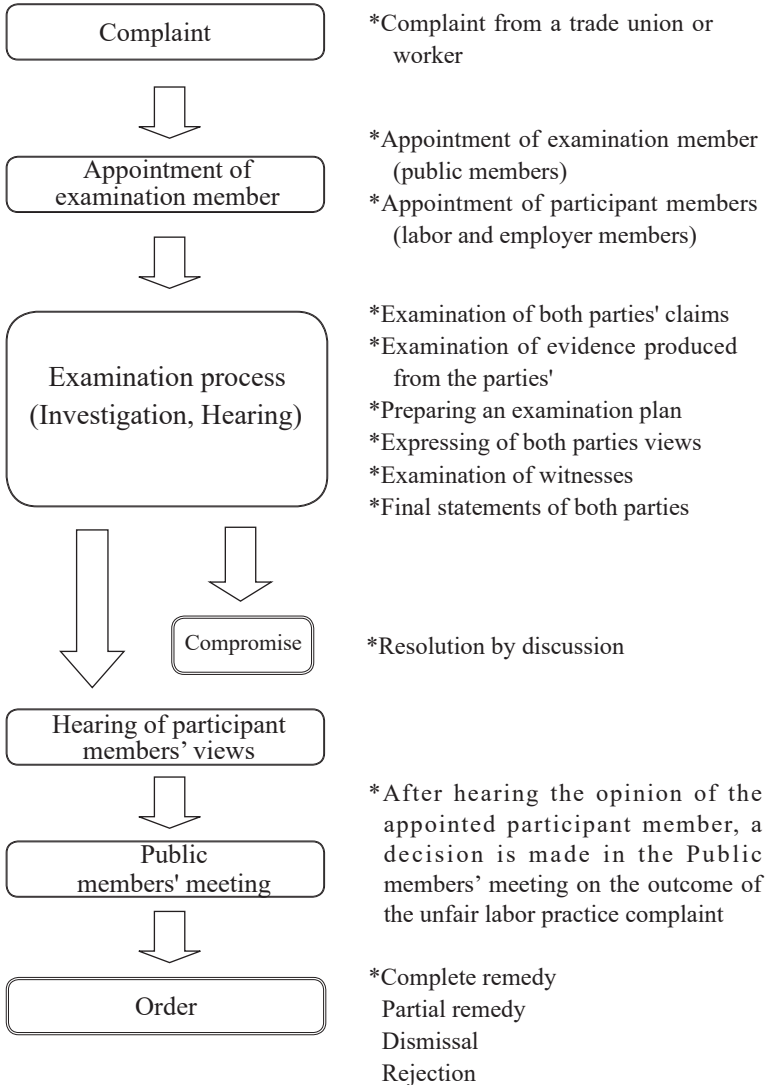 Complaint
*Complaint from a trade union or
worker
Appointment of
examination member
*Appointment of examination member
(public members)
*Appointment of participant members
(labor and employer members)
Examination process
(Investigation, Hearing)
*Examination of both parties' claims
*Examination of evidence produced
from the parties'
*Preparing an examination plan
*Expressing of both parties views
*Examination of witnesses
*Final statements of both parties
Compromise
*Resolution by discussion
Hearing of participant
members’ views
Public
members' meeting
*After hearing the opinion of the
appointed participant member, a
decision is made in the Public
members’ meeting on the outcome of
the unfair labor practice complaint
Order
*Complete remedy
Partial remedy
Dismissal
Rejection